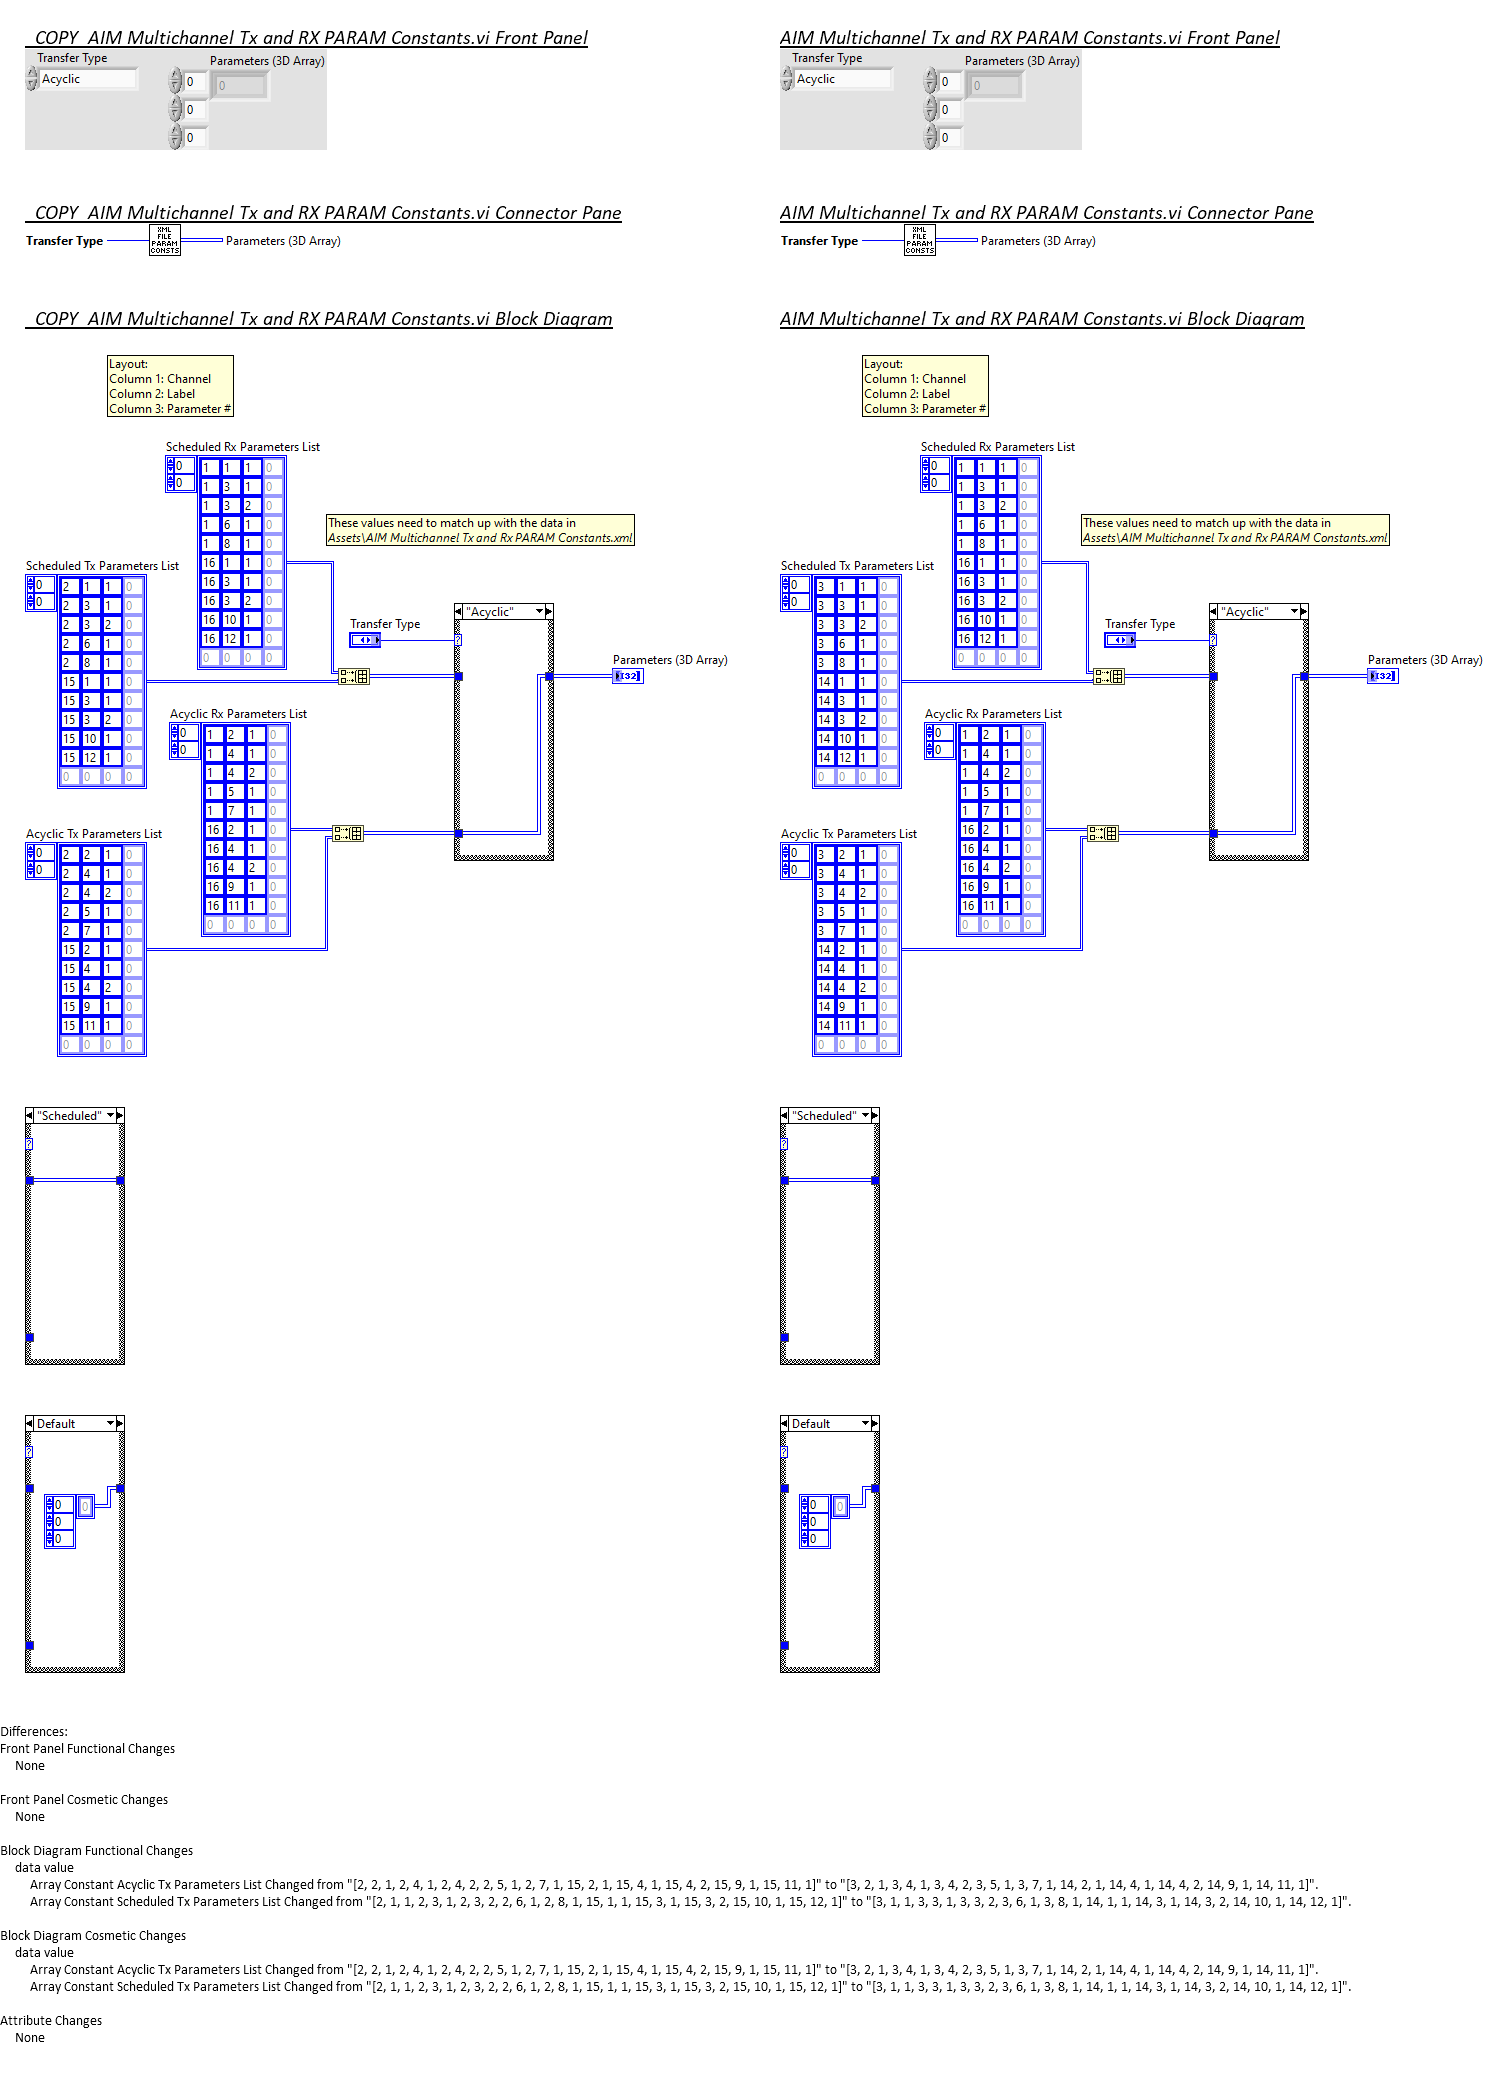 COPY AIM Multichannel Tx and RX PARAM Constants.vi Front Panel
Transfer Type
Parameters (3D Array)
Acyclic
0
0
0
0
AIM Multichannel Tx and RX PARAM Constants.vi Front Panel
Transfer Type
Parameters (3D Array)
Acyclic
0
0
0
0
COPY AIM Multichannel Tx and RX PARAM Constants.vi Connector Pane
Transfer Type
XML
FILE
PARAM
CONSTS
Parameters (3D Array)
AIM Multichannel Tx and RX PARAM Constants.vi Connector Pane
Transfer Type
XML
FILE
PARAM
CONSTS
Parameters (3D Array)
COPY AIM Multichannel Tx and RX PARAM Constants.vi Block Diagram
Layout:
Column 1: Channel
Column 2: Label
Column 3: Parameter #
Scheduled Rx Parameters List
0
0
1 1 1 0
1 3 1 0
1 3 2 0
1 6 1 0
1 8 1 0
16 1 1 0
16 3 1 0
16 3 2 0
16 10 1 0
16 12 1 0
0 0 0 0
These values need to match up with the data in
Assets\AIM Multichannel Tx and Rx PARAM Constants.xml
Scheduled Tx Parameters List
0
0
2 1 1 0
2 3 1 0
2 3 2 0
2 6 1 0
2 8 1 0
15 1 1 0
15 3 1 0
15 3 2 0
15 10 1 0
15 12 1 0
0 0 0 0
"Acyclic"
Transfer Type
?
Parameters (3D Array)
[32]
Acyclic Rx Parameters List
0
0
1 2 1 0
1 4 1 0
1 4 2 0
1 5 1 0
1 7 1 0
16 2 1 0
16 4 1 0
16 4 2 0
16 9 1 0
16 11 1 0
0 0 0 0
Acyclic Tx Parameters List
0
0
2 2 1 0
2 4 1 0
2 4 2 0
2 5 1 0
2 7 1 0
15 2 1 0
15 4 1 0
15 4 2 0
15 9 1 0
15 11 1 0
0 0 0 0
AIM Multichannel Tx and RX PARAM Constants.vi Block Diagram
Layout:
Column 1: Channel
Column 2: Label
Column 3: Parameter #
Scheduled Rx Parameters List
0
0
1 1 1 0
1 3 1 0
1 3 2 0
1 6 1 0
1 8 1 0
16 1 1 0
16 3 1 0
16 3 2 0
16 10 1 0
16 12 1 0
0 0 0 0
These values need to match up with the data in
Assets\AIM Multichannel Tx and Rx PARAM Constants.xml
Scheduled Tx Parameters List
0
0
3 1 1 0
3 3 1 0
3 3 2 0
3 6 1 0
3 8 1 0
14 1 1 0
14 3 1 0
14 3 2 0
14 10 1 0
14 12 1 0
0 0 0 0
"Acyclic"
Transfer Type
?
Parameters (3D Array)
[32]
Acyclic Rx Parameters List
0
0
1 2 1 0
1 4 1 0
1 4 2 0
1 5 1 0
1 7 1 0
16 2 1 0
16 4 1 0
16 4 2 0
16 9 1 0
16 11 1 0
0 0 0 0
Acyclic Tx Parameters List
0
0
3 2 1 0
3 4 1 0
3 4 2 0
3 5 1 0
3 7 1 0
14 2 1 0
14 4 1 0
14 4 2 0
14 9 1 0
14 11 1 0
0 0 0 0
"Scheduled"
?
"Scheduled"
?
Default
?
0 0
0
0
Default
?
0 0
0
0
Differences:
Front Panel Functional Changes
None
Front Panel Cosmetic Changes
None
Block Diagram Functional Changes
data value
Array Constant Acyclic Tx Parameters List Changed from "[2, 2, 1, 2, 4, 1, 2, 4, 2, 2, 5, 1, 2, 7, 1, 15, 2, 1, 15, 4, 1, 15, 4, 2, 15, 9, 1, 15, 11, 1]" to "[3, 2, 1, 3, 4, 1, 3, 4, 2, 3, 5, 1, 3, 7, 1, 14, 2, 1, 14, 4, 1, 14, 4, 2, 14, 9, 1, 14, 11, 1]".
Array Constant Scheduled Tx Parameters List Changed from "[2, 1, 1, 2, 3, 1, 2, 3, 2, 2, 6, 1, 2, 8, 1, 15, 1, 1, 15, 3, 1, 15, 3, 2, 15, 10, 1, 15, 12, 1]" to "[3, 1, 1, 3, 3, 1, 3, 3, 2, 3, 6, 1, 3, 8, 1, 14, 1, 1, 14, 3, 1, 14, 3, 2, 14, 10, 1, 14, 12, 1]".
Block Diagram Cosmetic Changes
data value
Array Constant Acyclic Tx Parameters List Changed from "[2, 2, 1, 2, 4, 1, 2, 4, 2, 2, 5, 1, 2, 7, 1, 15, 2, 1, 15, 4, 1, 15, 4, 2, 15, 9, 1, 15, 11, 1]" to "[3, 2, 1, 3, 4, 1, 3, 4, 2, 3, 5, 1, 3, 7, 1, 14, 2, 1, 14, 4, 1, 14, 4, 2, 14, 9, 1, 14, 11, 1]".
Array Constant Scheduled Tx Parameters List Changed from "[2, 1, 1, 2, 3, 1, 2, 3, 2, 2, 6, 1, 2, 8, 1, 15, 1, 1, 15, 3, 1, 15, 3, 2, 15, 10, 1, 15, 12, 1]" to "[3, 1, 1, 3, 3, 1, 3, 3, 2, 3, 6, 1, 3, 8, 1, 14, 1, 1, 14, 3, 1, 14, 3, 2, 14, 10, 1, 14, 12, 1]".
Attribute Changes
None